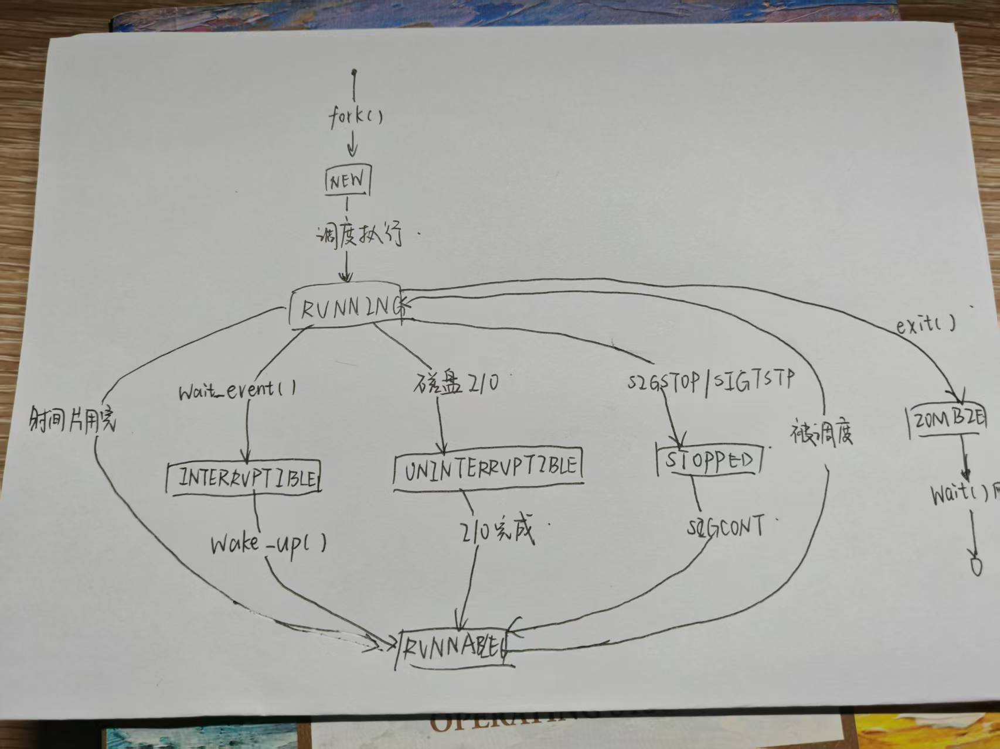 fork()
NEW
调度执行
RUNNING
exit()
wait_event()
磁盘 I/O
SIGSTOP/SIGTSTP
时间片用完
被调度
ZOMBIE
INTERRUPTIBLE
UNINTERRUPTIBLE
STOPPED
Wait()
Wake_up()
I/O完成
SIGCONT
RUNNABLE
OPERATING